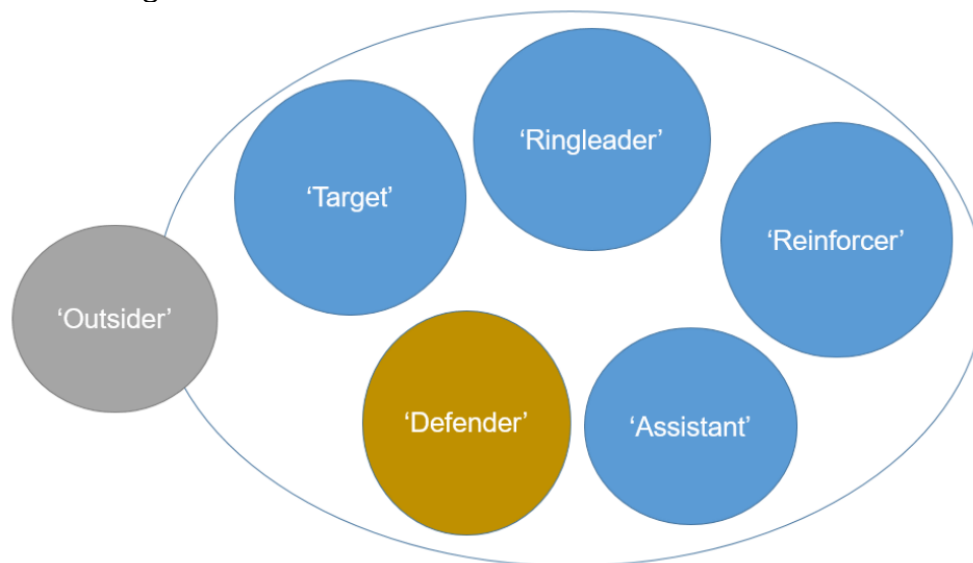 ‘Ringleader’
‘Target’
‘Reinforcer’
‘Outsider’
‘Defender’
‘Assistant’